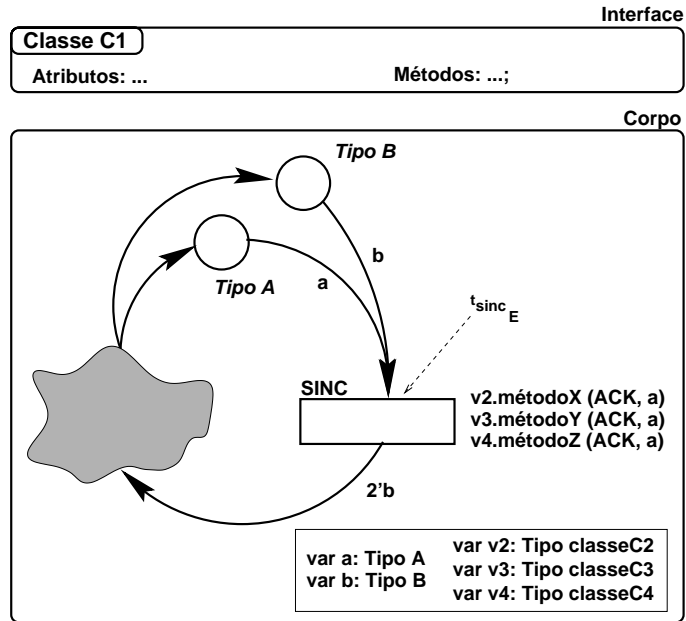 Interface
Classe C1
Atributos: ...
Métodos: ...;
Corpo
Tipo B
Tipo A
b
a
t sinc E
SINC
v2.métodoX (ACK, a)
v3.métodoY (ACK, a)
v4.métodoZ (ACK, a)
2'b
var a: Tipo A
var b: Tipo B
var v2: Tipo classeC2
var v3: Tipo classeC3
var v4: Tipo classeC4